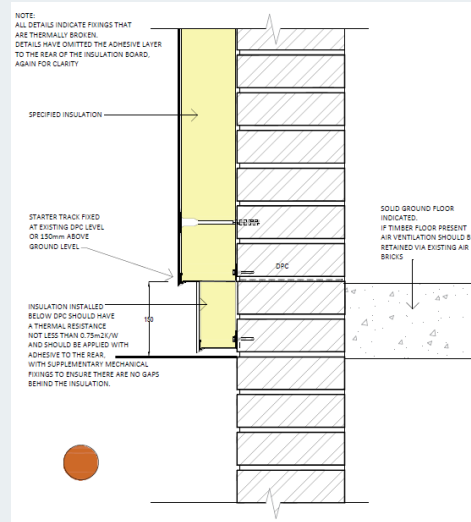 NOTE:
ALL DETAILS INDICATE FIXINGS THAT
ARE THERMALLY BROKEN.
DETAILS HAVE OMITTED THE ADHESIVE LAYER
TO THE REAR OF THE INSULATION BOARD,
AGAIN FOR CLARITY
SPECIFIED INSULATION
STARTER TRACK FIXED
AT EXISTING DPC LEVEL
OR 150mm ABOVE
GROUND LEVEL
SOLID GROUND FLOOR
INDICATED.
IF TIMBER FLOOR PRESENT
AIR VENTILATION SHOULD B
RETAINED VIA EXISTING AIR
BRICKS
DPC
INSULATION INSTALLED
BELOW DPC SHOULD HAVE
A THERMAL RESISTANCE
NOT LESS THAN 0.75m2K/W
AND SHOULD BE APPLIED WITH
ADHESIVE TO THE REAR,
WITH SUPPLEMENTARY MECHANICAL
FIXINGS TO ENSURE THERE ARE NO GAPS
BEHIND THE INSULATION.